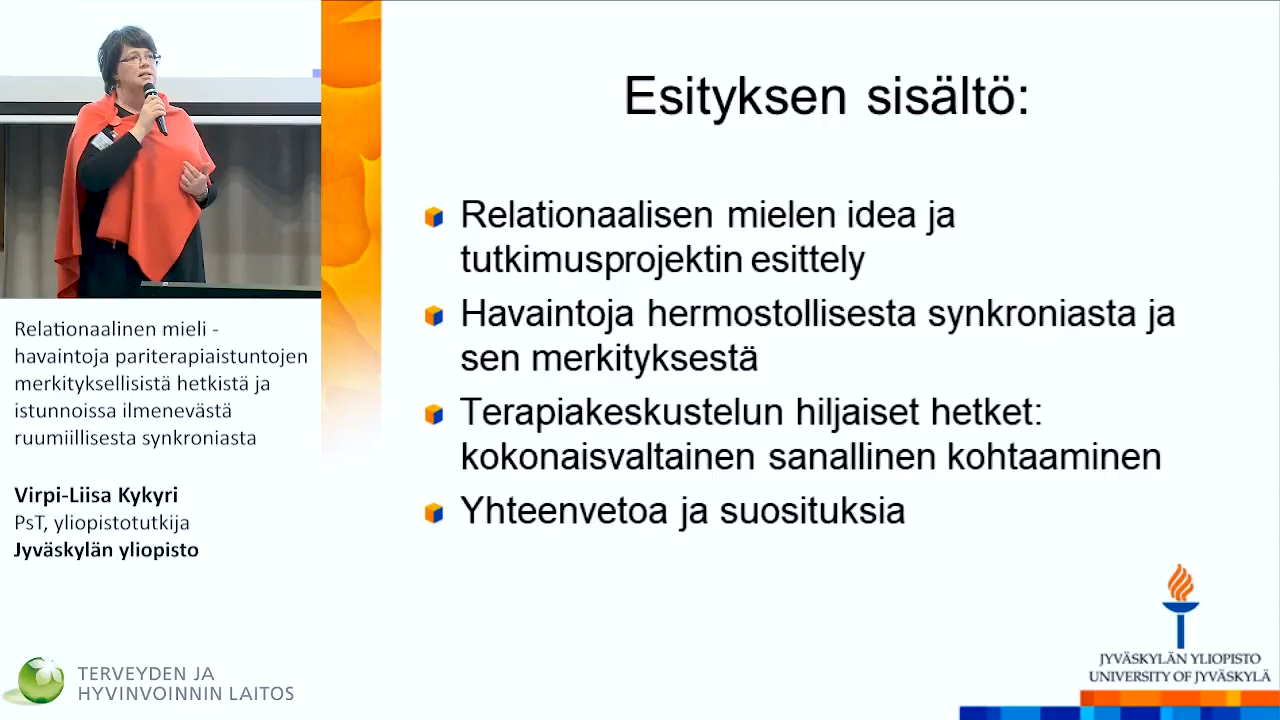 Esityksen sisältö:
Relationaalisen mielen idea ja
tutkimusprojektin esittely
Havaintoja hermostollisesta synkroniasta ja
sen merkityksestä
Terapiakeskustelun hiljaiset hetket:
kokonaisvaltainen sanallinen kohtaaminen
Yhteenvetoa ja suosituksia
Relationaalinen mieli -
havaintoja pariterapiaistuntojen
merkityksellisistä hetkistä ja
istunnoissa ilmenevästä
ruumiillisesta synkroniasta
Virpi-Liisa Kykyri
PsT, yliopistotutkija
Jyväskylän yliopisto
TERVEYDEN JA
HYVINVOINNIN LAITOS
JYVÄSKYLÄN YLIOPISTO
UNIVERSITY OF JYVÄSKYLÄ